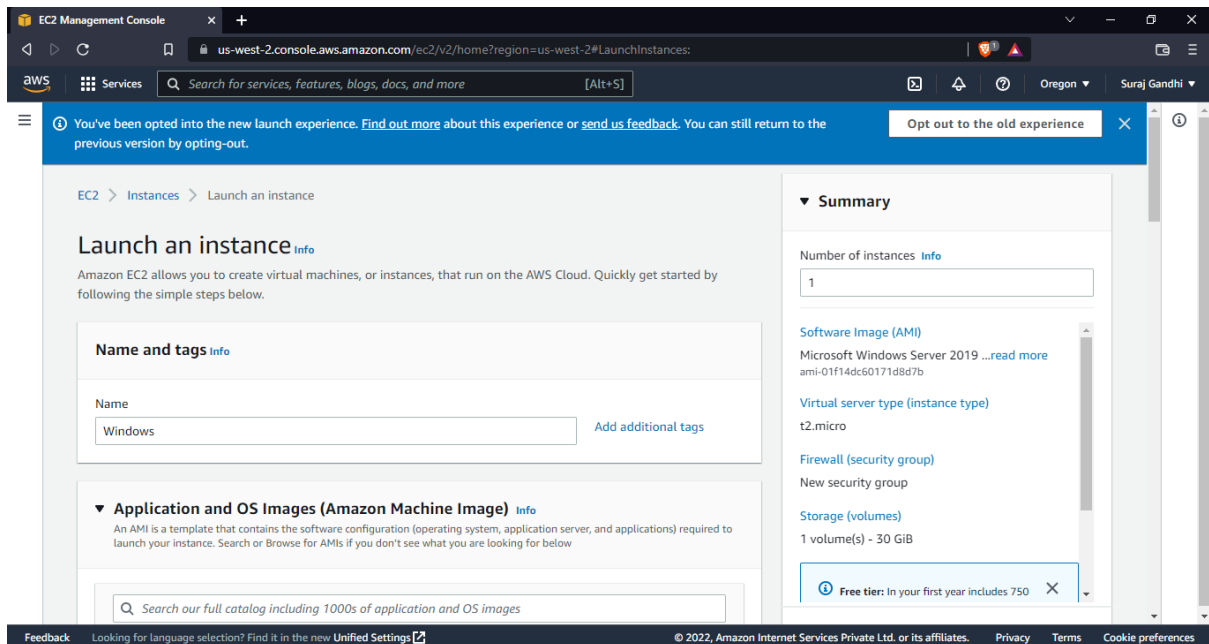 EC2 Management Console
us-west-2.console.aws.amazon.com/ec2/v2/home?region=us-west-2#LaunchInstances:
1
aws
Services
Search for services, features, blogs, docs, and more
[Alt+S]
Oregon
Suraj Gandhi
You've been opted into the new launch experience. Find out more about this experience or send us feedback. You can still return to the
previous version by opting-out.
Opt out to the old experience
EC2 > Instances > Launch an instance
Launch an instance Info
Amazon EC2 allows you to create virtual machines, or instances, that run on the AWS Cloud. Quickly get started by
following the simple steps below.
Name and tags Info
Name
Windows
Add additional tags
Application and OS Images (Amazon Machine Image) Info
An AMI is a template that contains the software configuration (operating system, application server, and applications) required to
launch your instance. Search or Browse for AMIs if you don't see what you are looking for below
Search our full catalog including 1000s of application and OS images
Summary
Number of instances Info
1
Software Image (AMI)
Microsoft Windows Server 2019 ...read more
ami-01f14dc60171d8d7b
Virtual server type (instance type)
t2.micro
Firewall (security group)
New security group
Storage (volumes)
1 volume(s) - 30 GiB
Free tier: In your first year includes 750
Feedback
Looking for language selection? Find it in the new Unified Settings
© 2022, Amazon Internet Services Private Ltd. or its affiliates.
Privacy
Terms
Cookie preferences